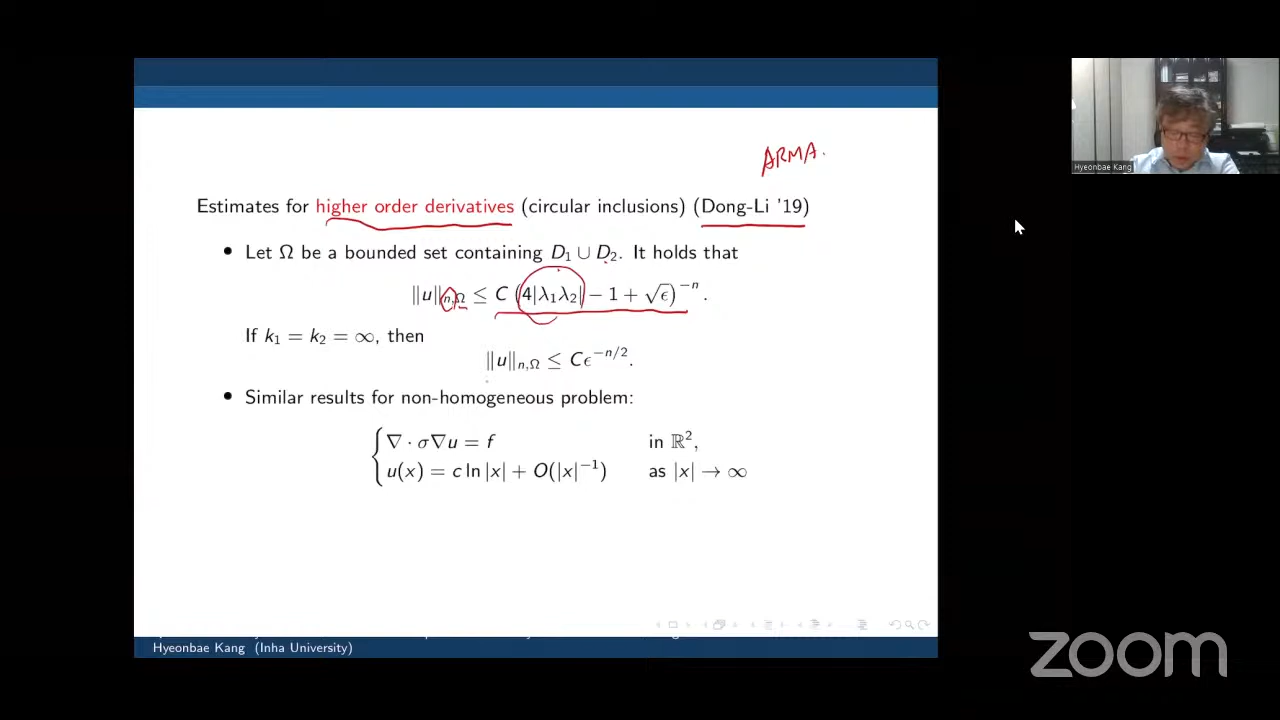 ARMA.
Estimates for higher order derivatives (circular inclusions) (Dong-Li '19)
• Let Ω be a bounded set containing D₁ ∪ D₂. It holds that
‖u‖ₙ,Ω ≤ C (4|λ₁λ₂| − 1 + √ϵ)⁻ⁿ.
If k₁ = k₂ = ∞, then
‖u‖ₙ,Ω ≤ Cϵ^{−n/2}.
• Similar results for non-homogeneous problem:
∇ · σ∇u = f in ℝ²,
u(x) = c ln |x| + O(|x|⁻¹) as |x| → ∞
Hyeonbae Kang (Inha University)
Hyeonbae Kang
zoom